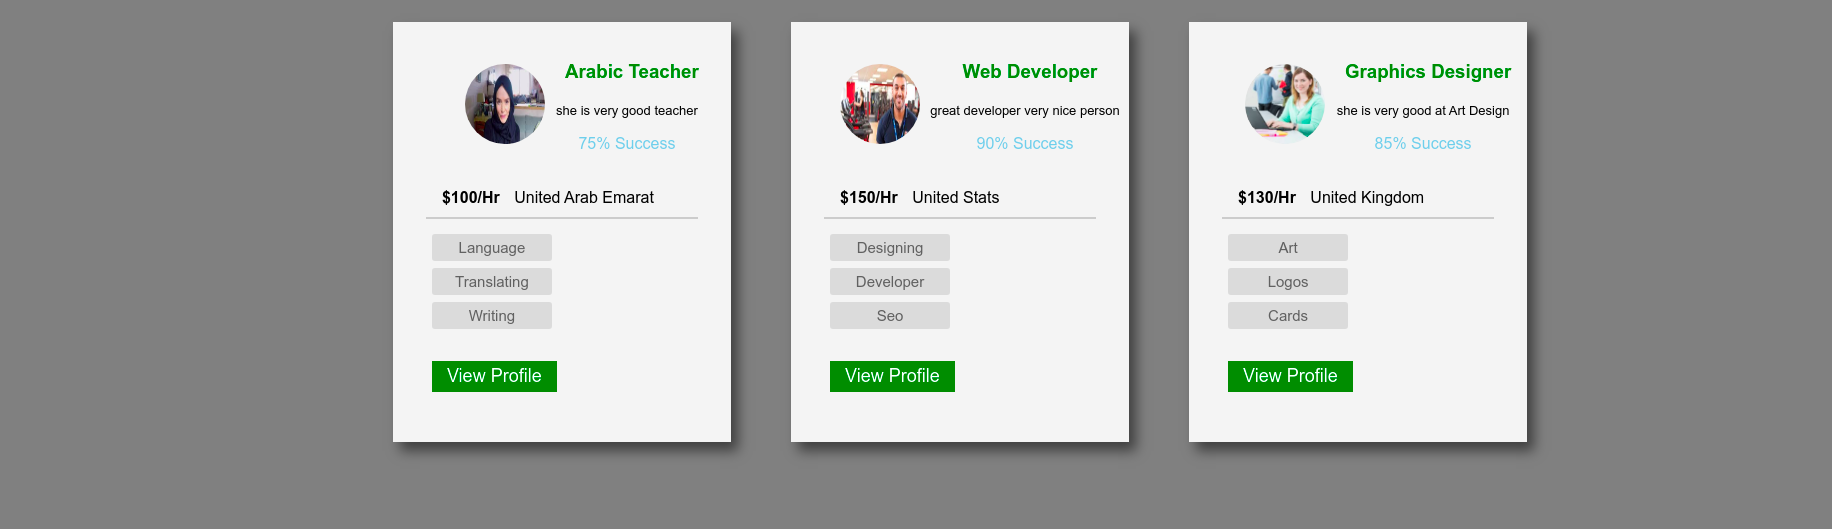 Arabic Teacher
she is very good teacher
75% Success
$100/Hr United Arab Emarat
Language
Translating
Writing
View Profile
Web Developer
great developer very nice person
90% Success
$150/Hr United Stats
Designing
Developer
Seo
View Profile
Graphics Designer
she is very good at Art Design
85% Success
$130/Hr United Kingdom
Art
Logos
Cards
View Profile